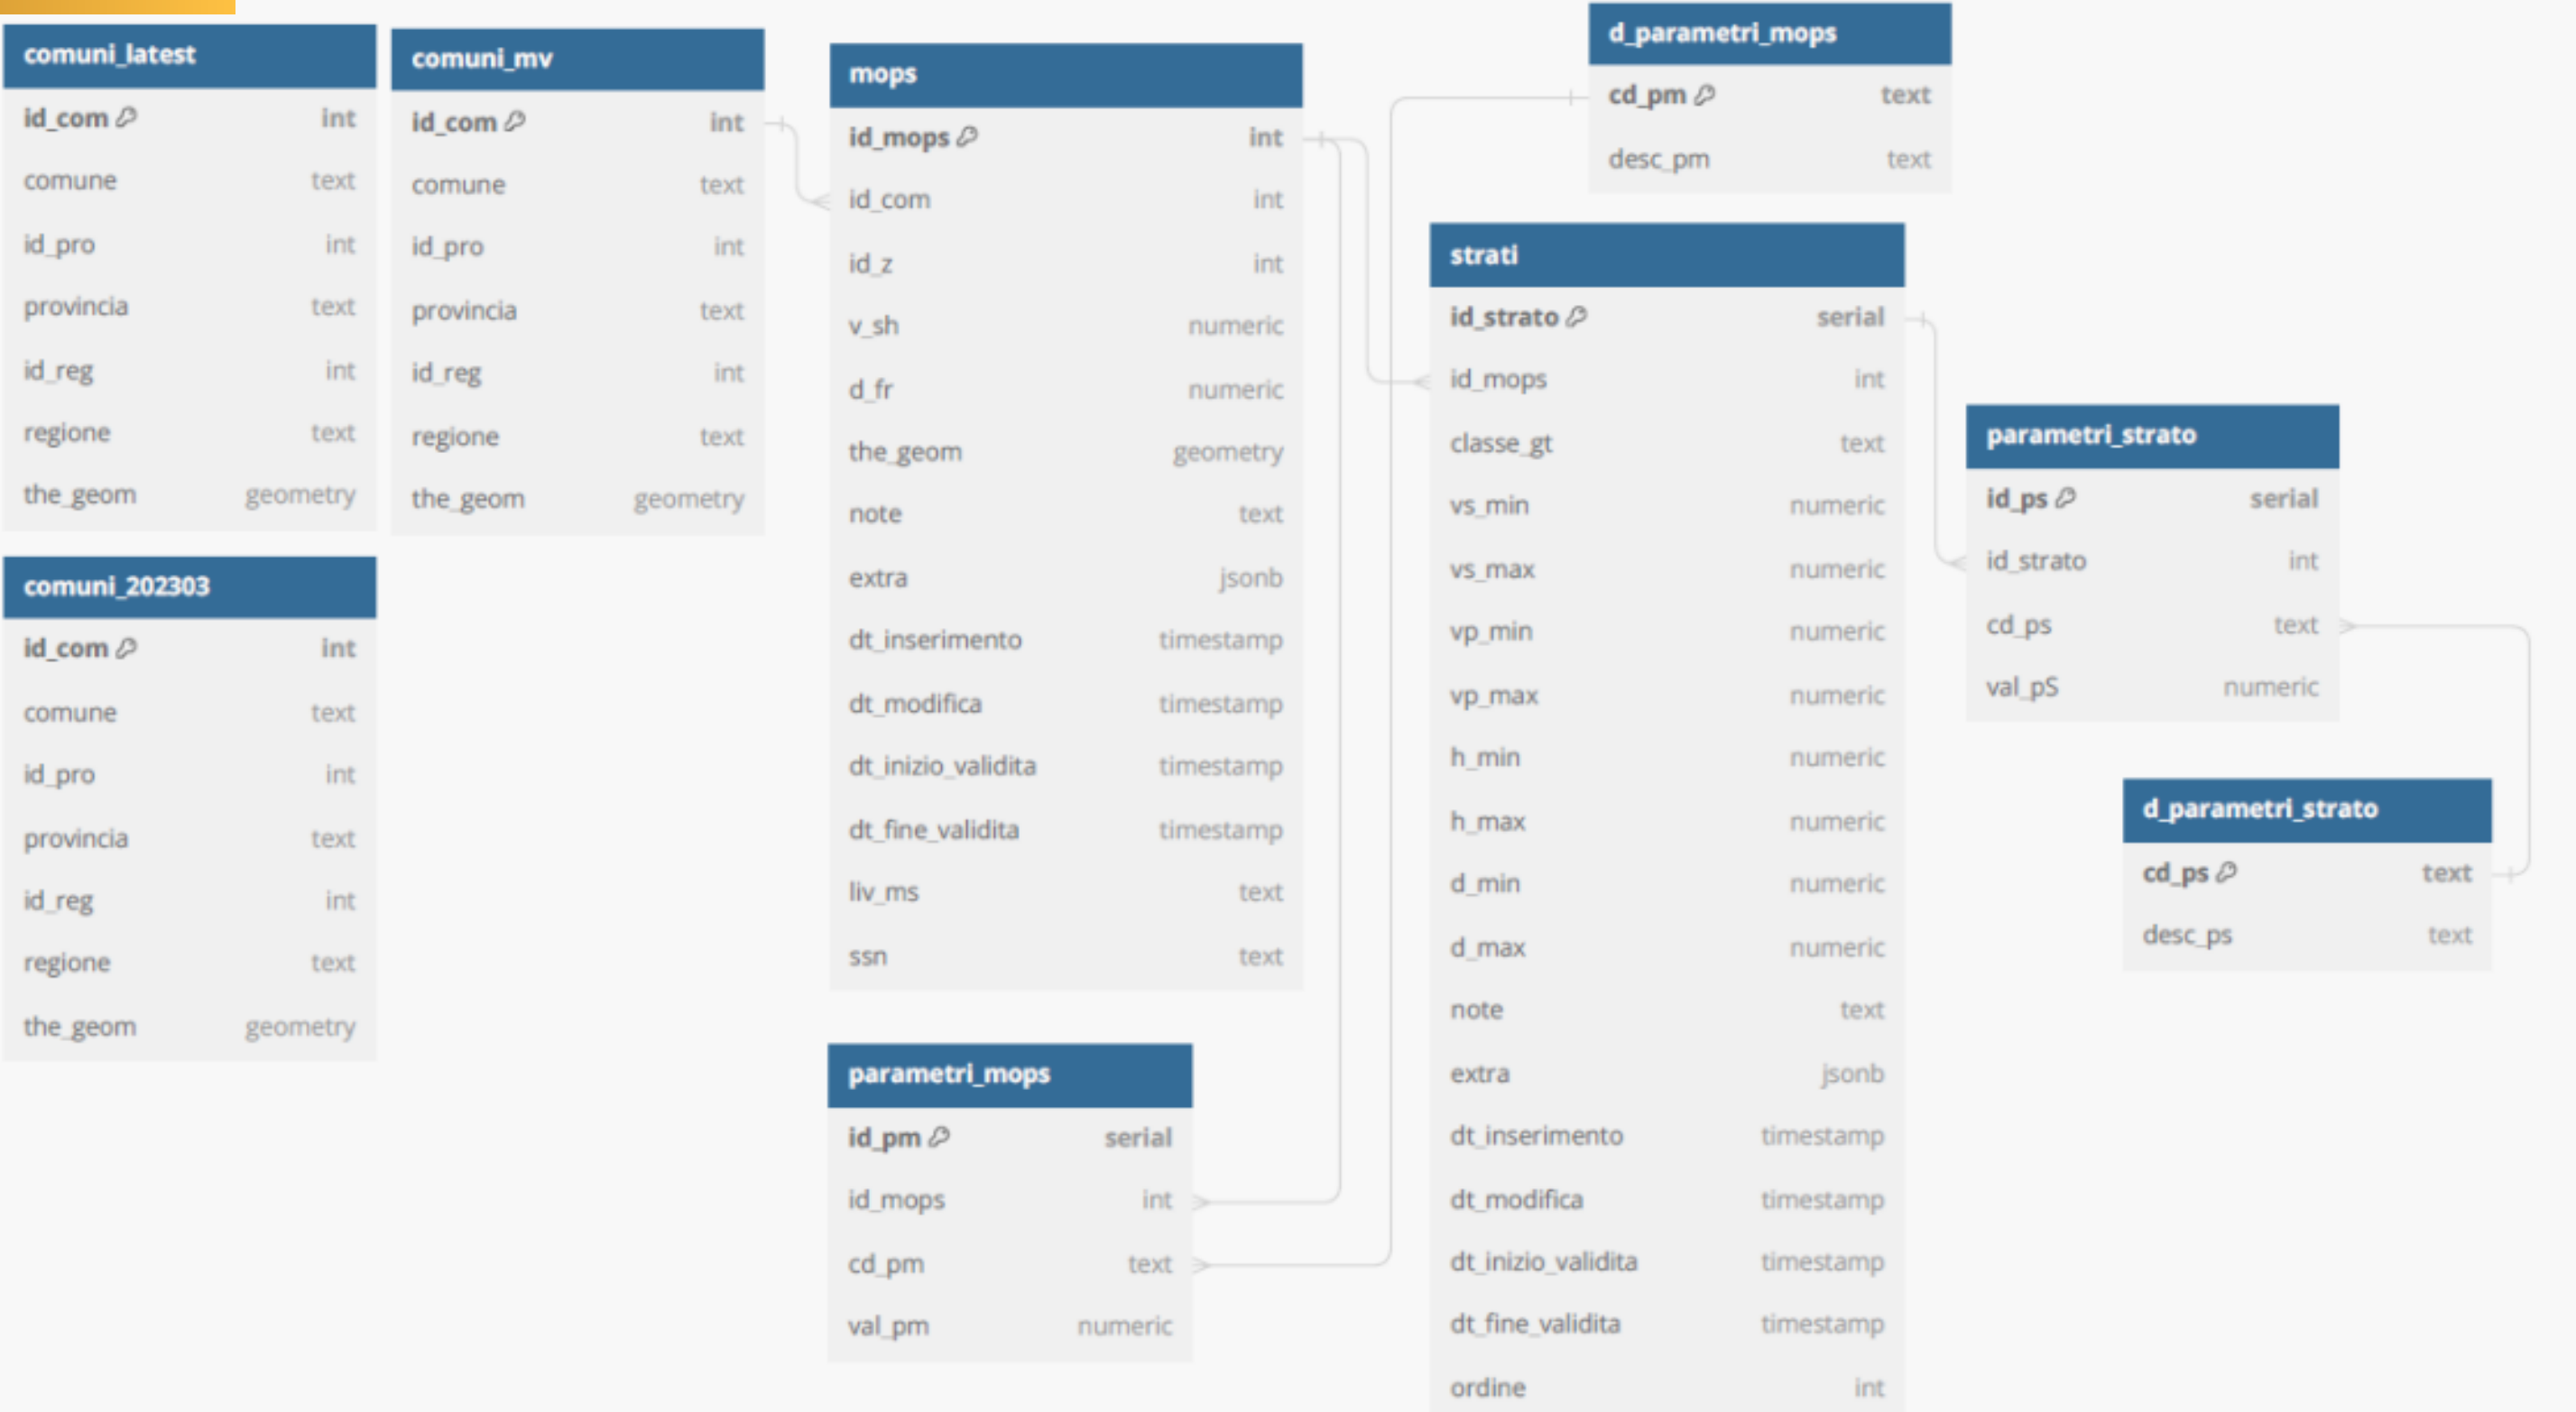 comuni_latest
id_com int
comune text
id_pro int
provincia text
id_reg int
regione text
the_geom geometry
comuni_202303
id_com int
comune text
id_pro int
provincia text
id_reg int
regione text
the_geom geometry
comuni_mv
id_com int
comune text
id_pro int
provincia text
id_reg int
regione text
the_geom geometry
mops
id_mops int
id_com int
id_z int
v_sh numeric
d_fr numeric
the_geom geometry
note text
extra jsonb
dt_inserimento timestamp
dt_modifica timestamp
dt_inizio_validita timestamp
dt_fine_validita timestamp
liv_ms text
ssn text
parametri_mops
id_pm serial
id_mops int
cd_pm text
val_pm numeric
d_parametri_mops
cd_pm text
desc_pm text
strati
id_strato serial
id_mops int
classe_gt text
vs_min numeric
vs_max numeric
vp_min numeric
vp_max numeric
h_min numeric
h_max numeric
d_min numeric
d_max numeric
note text
extra jsonb
dt_inserimento timestamp
dt_modifica timestamp
dt_inizio_validita timestamp
dt_fine_validita timestamp
ordine int
parametri_strato
id_ps serial
id_strato int
cd_ps text
val_pS numeric
d_parametri_strato
cd_ps text
desc_ps text